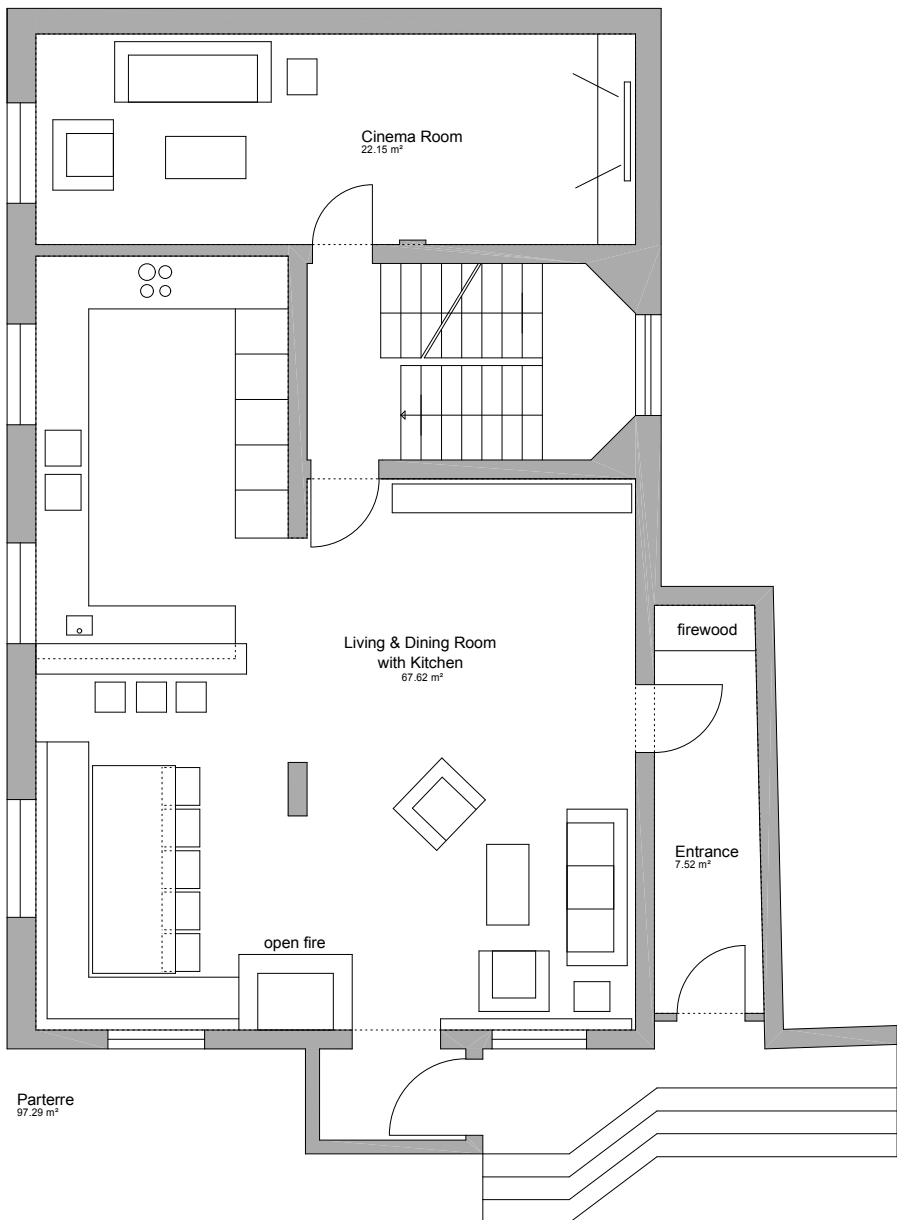 Cinema Room
22.15 m²
Living & Dining Room
with Kitchen
67.62 m²
firewood
Entrance
7.52 m²
open fire
Parterre
97.29 m²